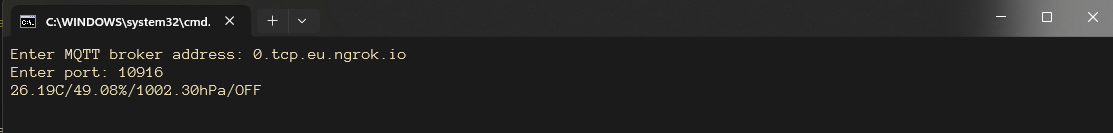 C:\WINDOWS\system32\cmd.
Enter MQTT broker address: 0.tcp.eu.ngrok.io
Enter port: 10916
26.19C/49.08%/1002.30hPa/OFF